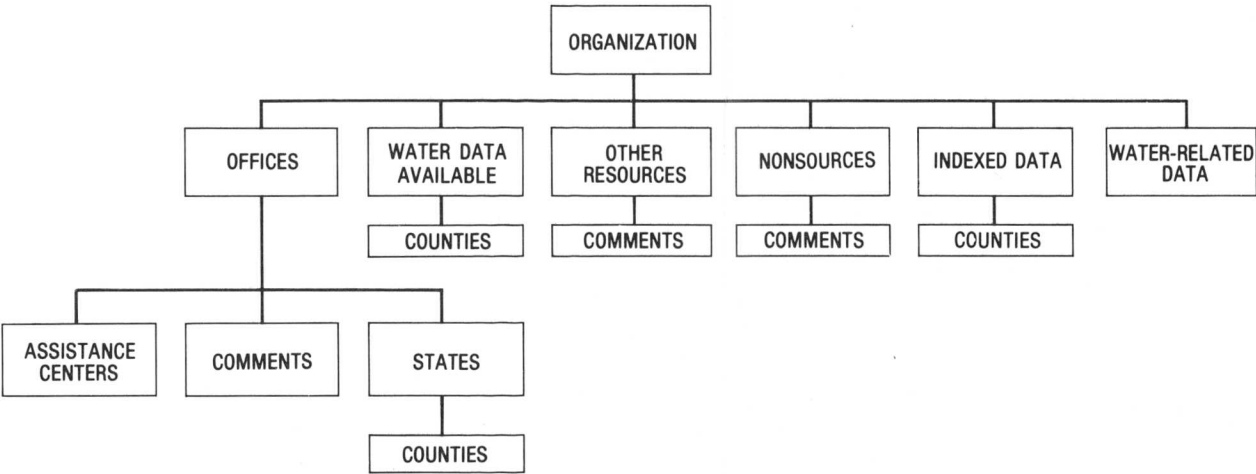 ORGANIZATION
OFFICES
WATER DATA
AVAILABLE
OTHER
RESOURCES
NONSOURCES
INDEXED DATA
WATER-RELATED
DATA
COUNTIES
COMMENTS
COMMENTS
COUNTIES
ASSISTANCE
CENTERS
COMMENTS
STATES
COUNTIES